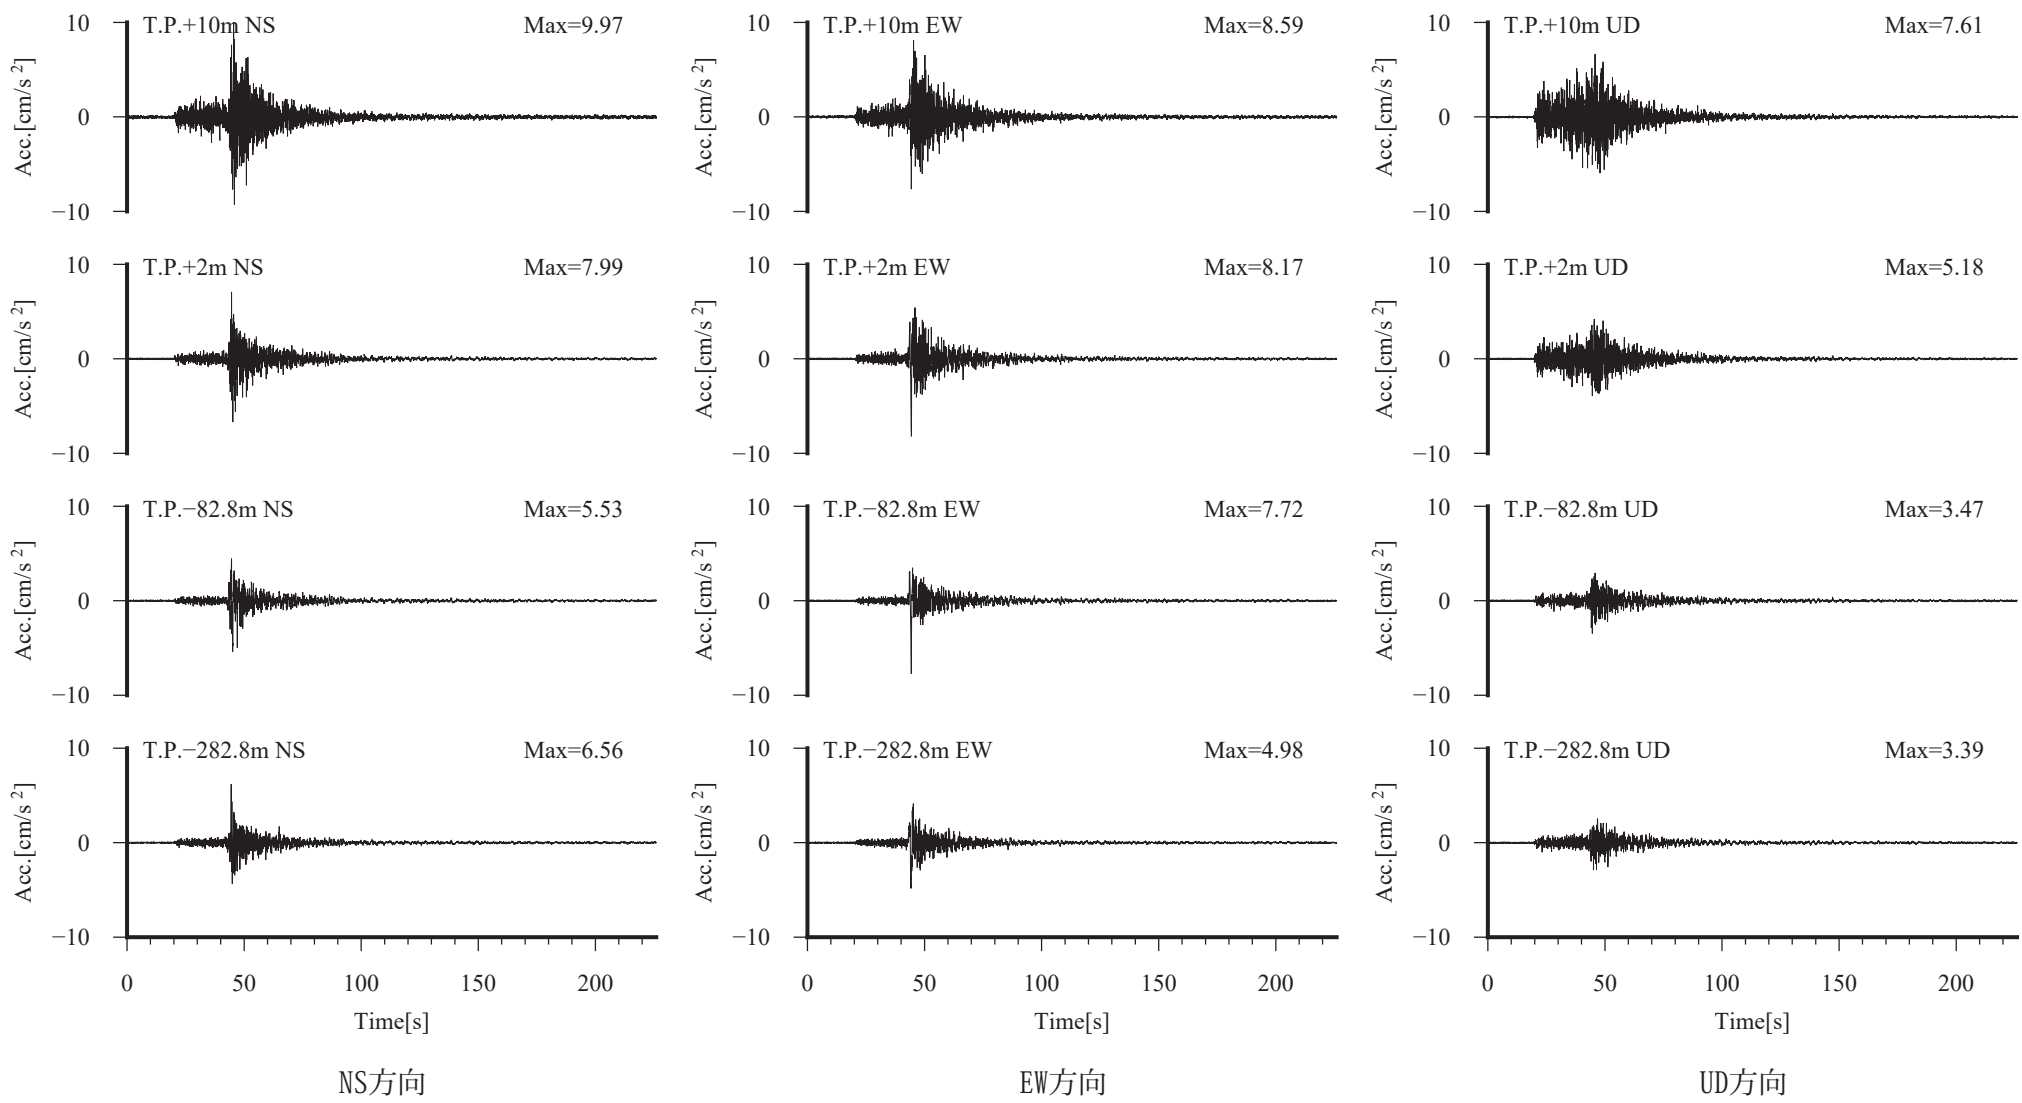 T.P.+10m NS Max=9.97
10
0
−10
Acc.[cm/s²]
T.P.+10m EW Max=8.59
10
0
−10
Acc.[cm/s²]
T.P.+10m UD Max=7.61
10
0
−10
Acc.[cm/s²]
T.P.+2m NS Max=7.99
10
0
−10
Acc.[cm/s²]
T.P.+2m EW Max=8.17
10
0
−10
Acc.[cm/s²]
T.P.+2m UD Max=5.18
10
0
−10
Acc.[cm/s²]
T.P.−82.8m NS Max=5.53
10
0
−10
Acc.[cm/s²]
T.P.−82.8m EW Max=7.72
10
0
−10
Acc.[cm/s²]
T.P.−82.8m UD Max=3.47
10
0
−10
Acc.[cm/s²]
T.P.−282.8m NS Max=6.56
10
0
−10
Acc.[cm/s²]
T.P.−282.8m EW Max=4.98
10
0
−10
Acc.[cm/s²]
T.P.−282.8m UD Max=3.39
10
0
−10
Acc.[cm/s²]
0 50 100 150 200
Time[s]
NS方向
0 50 100 150 200
Time[s]
EW方向
0 50 100 150 200
Time[s]
UD方向